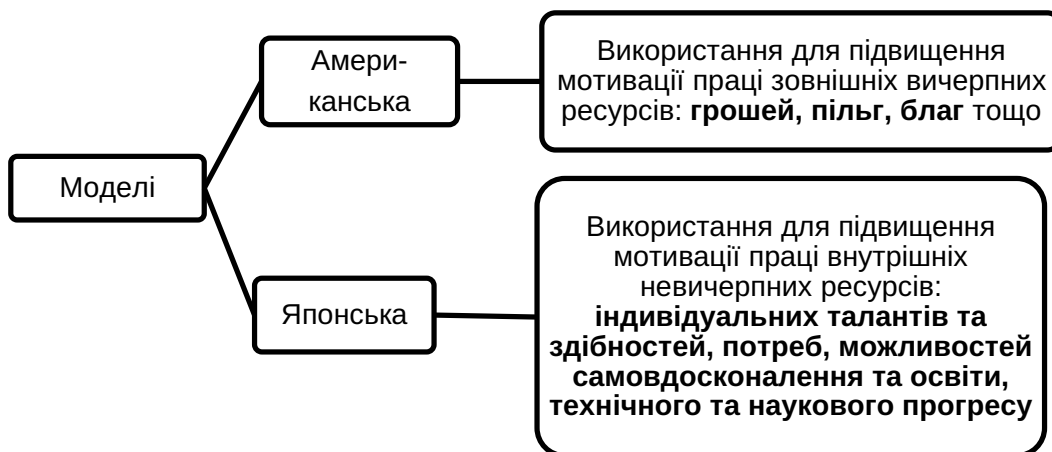 Моделі
Амери-
канська
Використання для підвищення
мотивації праці зовнішніх вичерпних
ресурсів: грошей, пільг, благ тощо
Японська
Використання для підвищення
мотивації праці внутрішніх
невичерпних ресурсів:
індивідуальних талантів та
здібностей, потреб, можливостей
самовдосконалення та освіти,
технічного та наукового прогресу